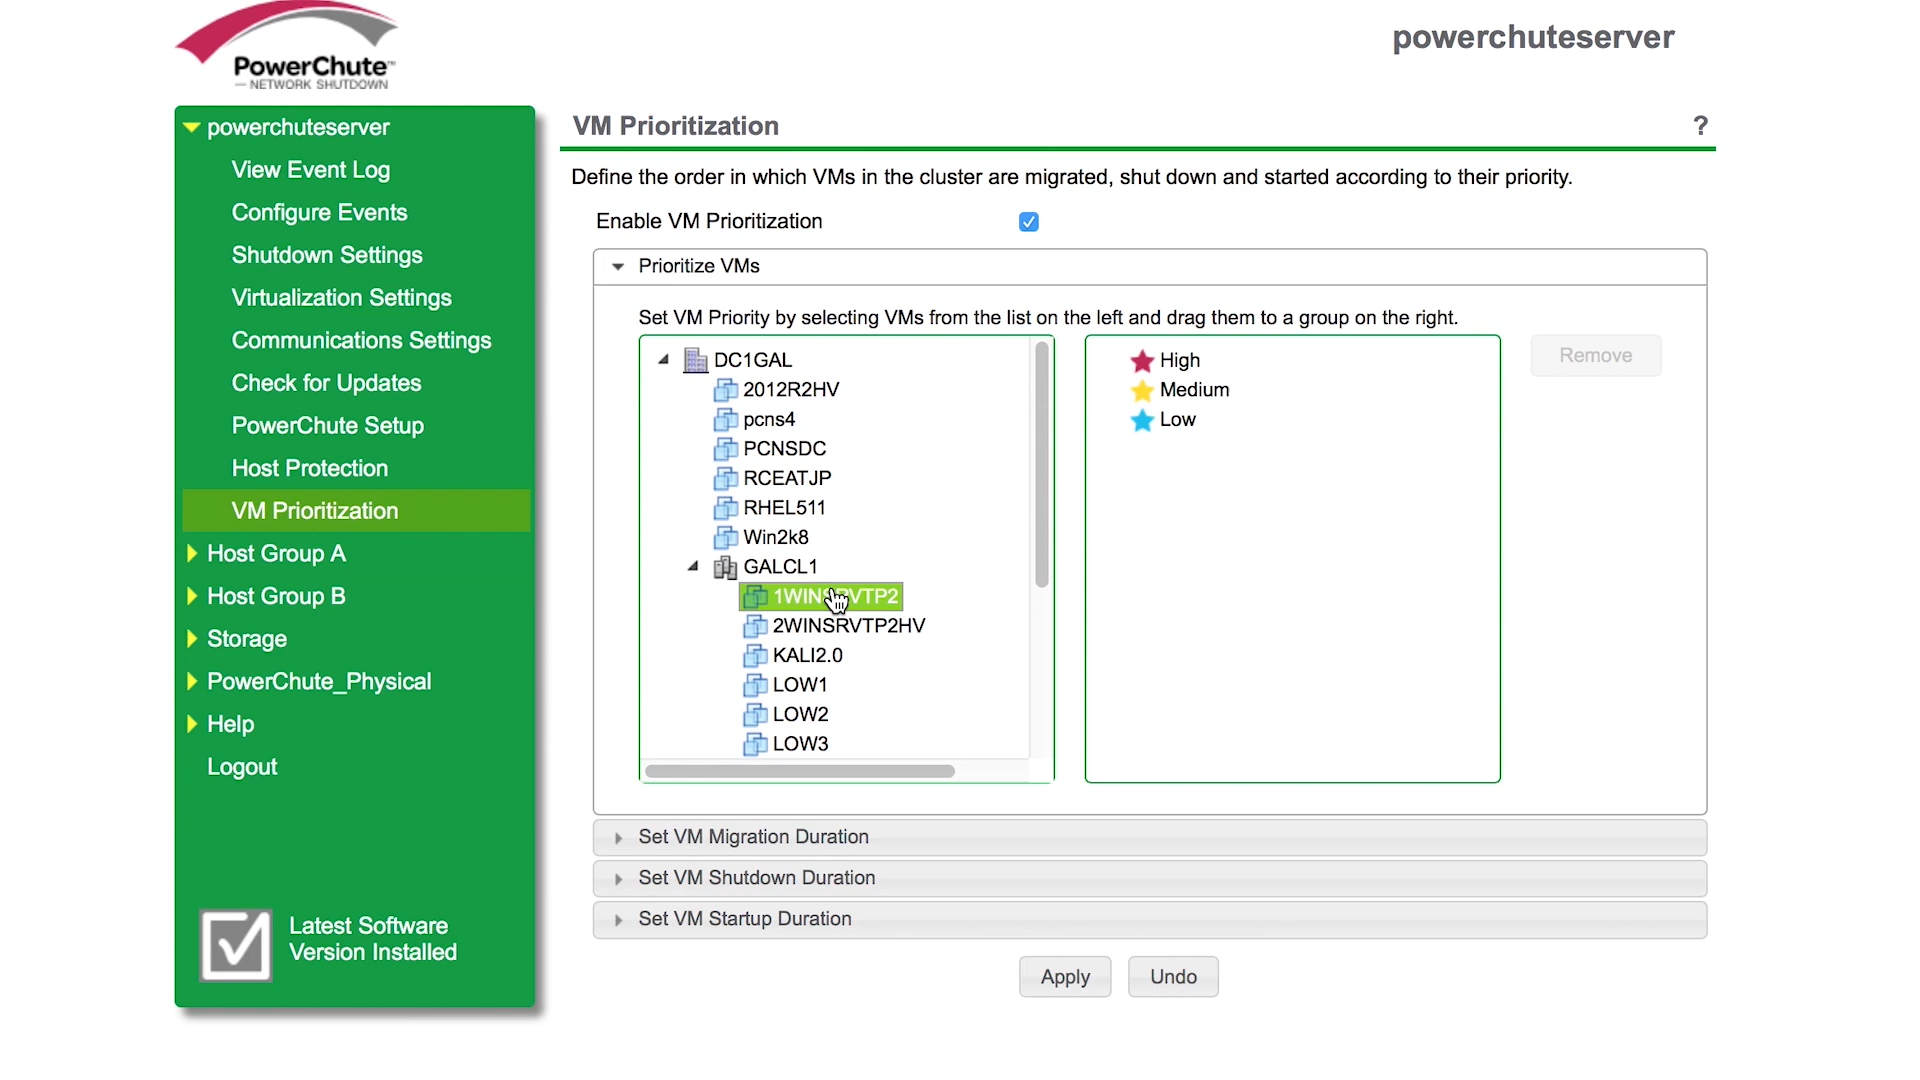 PowerChute™
NETWORK SHUTDOWN
powerchuteserver
powerchuteserver
View Event Log
Configure Events
Shutdown Settings
Virtualization Settings
Communications Settings
Check for Updates
PowerChute Setup
Host Protection
VM Prioritization
Host Group A
Host Group B
Storage
PowerChute_Physical
Help
Logout
Latest Software
Version Installed
VM Prioritization ?
Define the order in which VMs in the cluster are migrated, shut down and started according to their priority.
Enable VM Prioritization
Prioritize VMs
Set VM Priority by selecting VMs from the list on the left and drag them to a group on the right.
DC1GAL
2012R2HV
pcns4
PCNSDC
RCEATJP
RHEL511
Win2k8
GALCL1
1WINSRVTP2
2WINSRVTP2HV
KALI2.0
LOW1
LOW2
LOW3
High
Medium
Low
Remove
Set VM Migration Duration
Set VM Shutdown Duration
Set VM Startup Duration
Apply Undo